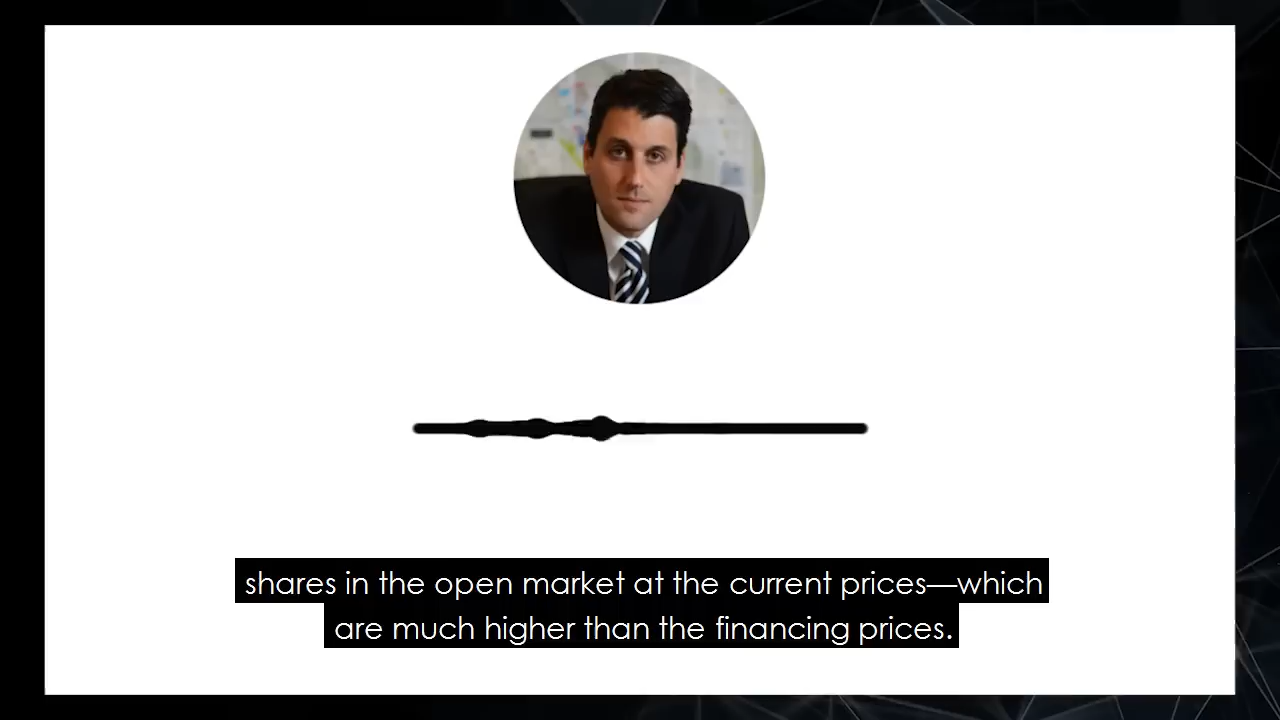 shares in the open market at the current prices—which
are much higher than the financing prices.